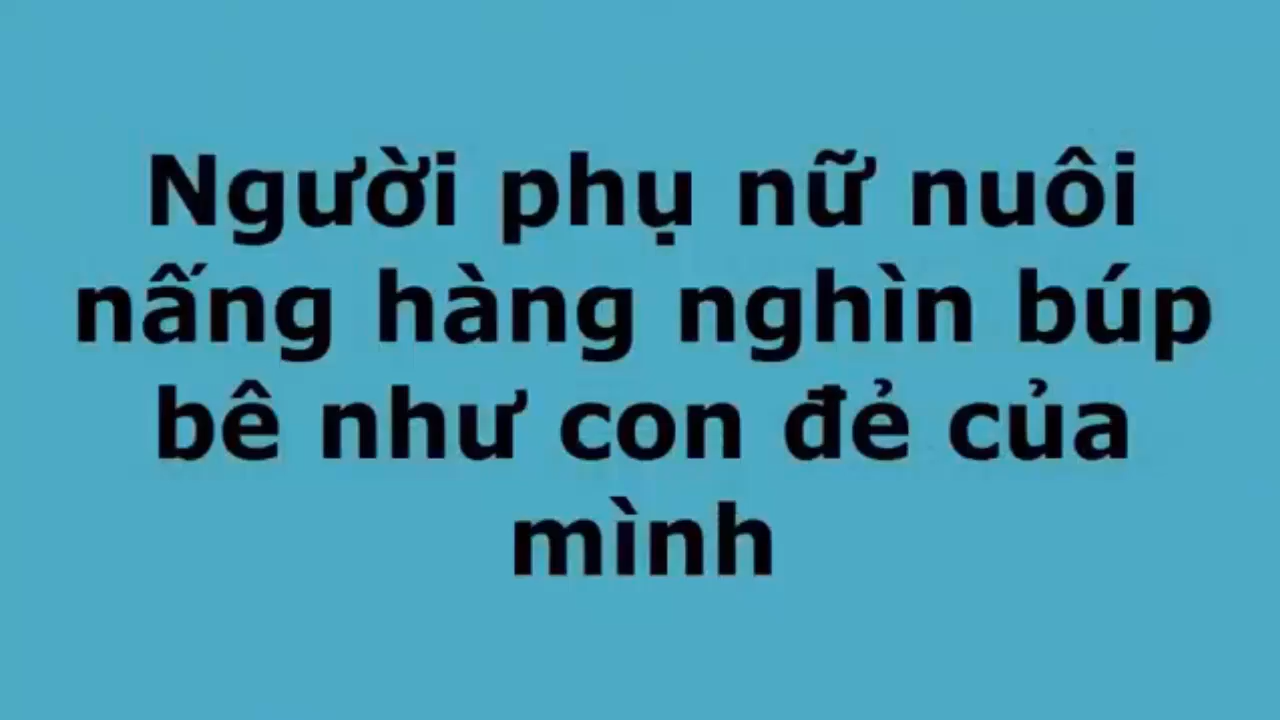 Người phụ nữ nuôi
nấng hàng nghìn búp
bê như con đẻ của
mình